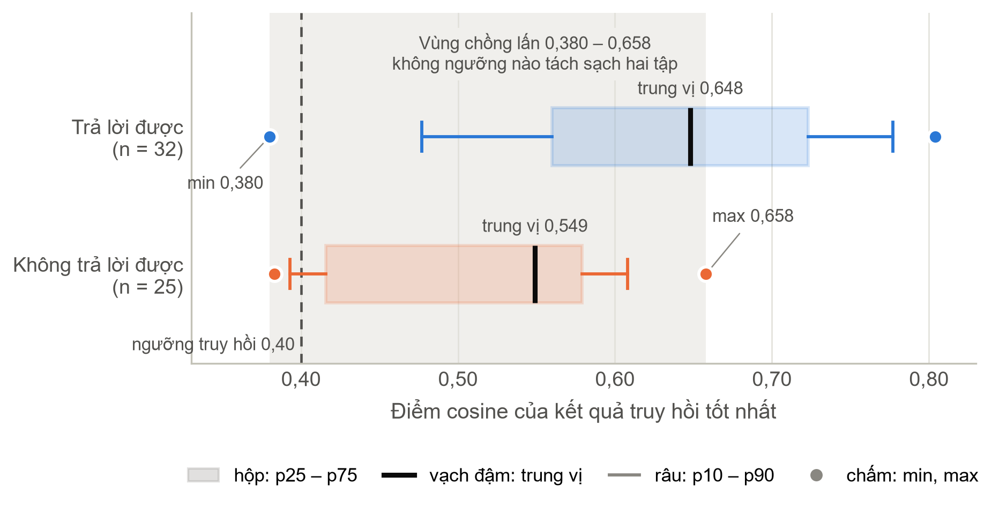 Vùng chồng lấn 0,380 – 0,658
không ngưỡng nào tách sạch hai tập
trung vị 0,648
Trả lời được
(n = 32)
min 0,380
max 0,658
trung vị 0,549
Không trả lời được
(n = 25)
ngưỡng truy hồi 0,40
0,40 0,50 0,60 0,70 0,80
Điểm cosine của kết quả truy hồi tốt nhất
hộp: p25 – p75 vạch đậm: trung vị râu: p10 – p90 chấm: min, max